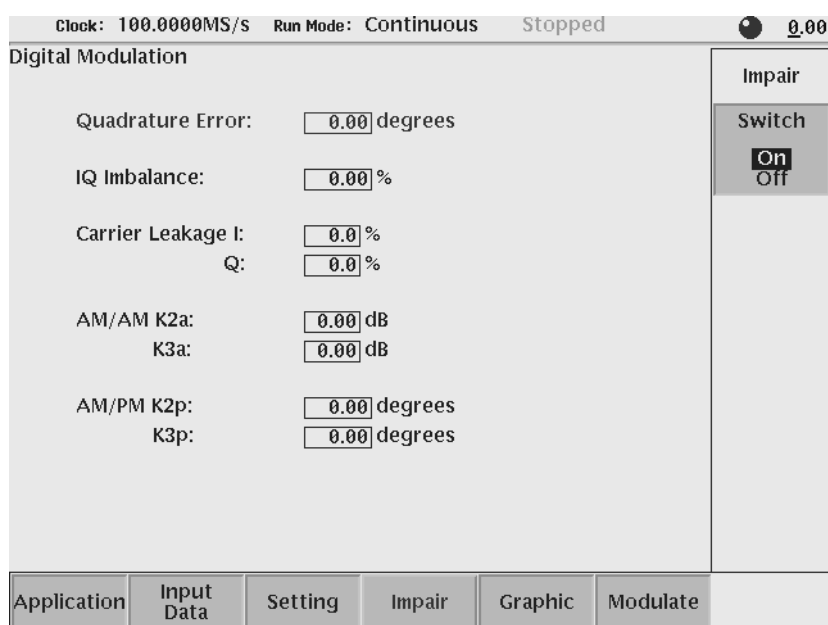 Clock: 100.0000MS/s Run Mode: Continuous Stopped 0.00
Digital Modulation
Impair
Switch
On
Off
Quadrature Error: 0.00 degrees
IQ Imbalance: 0.00 %
Carrier Leakage I: 0.0 %
Q: 0.0 %
AM/AM K2a: 0.00 dB
K3a: 0.00 dB
AM/PM K2p: 0.00 degrees
K3p: 0.00 degrees
Application
Input
Data
Setting
Impair
Graphic
Modulate